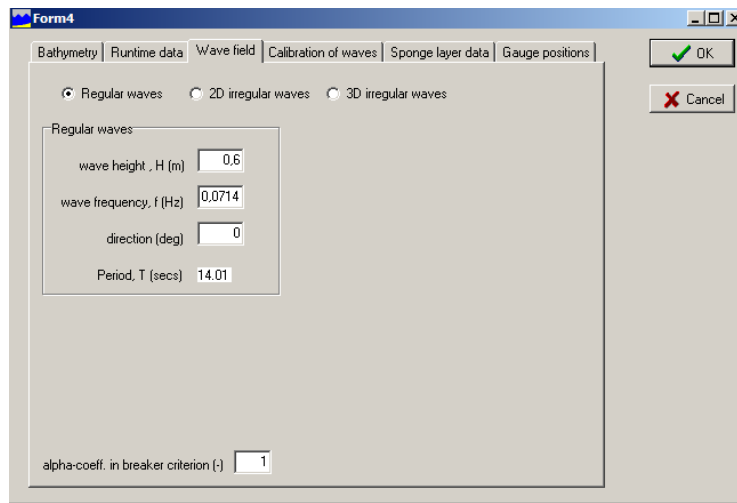 Form4
Bathymetry Runtime data Wave field Calibration of waves Sponge layer data Gauge positions
OK
Regular waves 2D irregular waves 3D irregular waves
Cancel
Regular waves
wave height , H (m) 0,6
wave frequency, f (Hz) 0,0714
direction (deg) 0
Period, T (secs) 14.01
alpha-coeff. in breaker criterion (-) 1